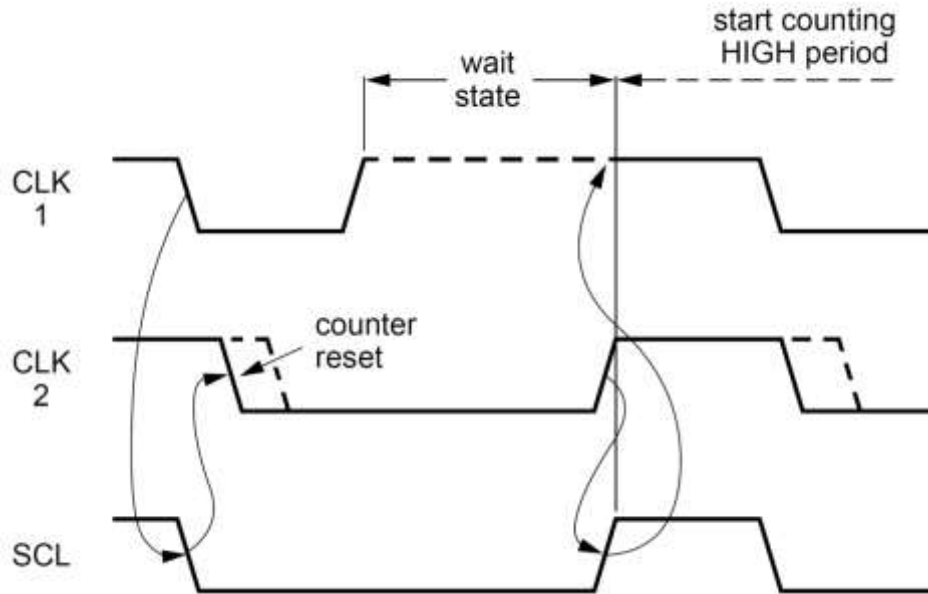 start counting
HIGH period
wait
state
CLK
1
counter
reset
CLK
2
SCL